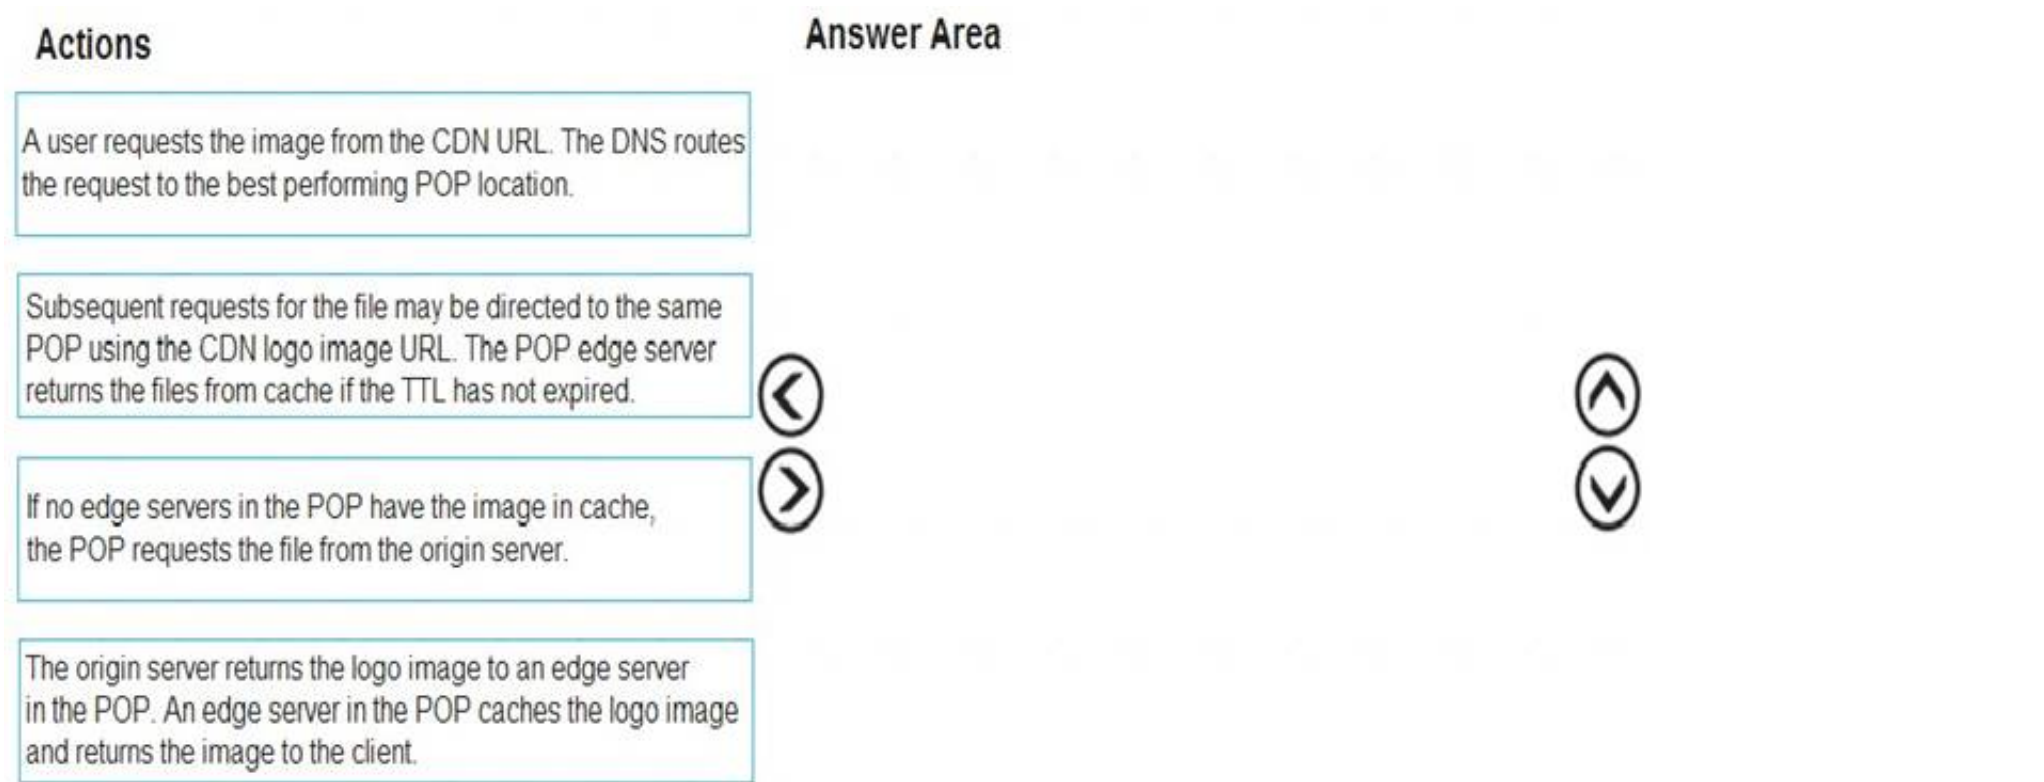 Actions
Answer Area
A user requests the image from the CDN URL. The DNS routes
the request to the best performing POP location.
Subsequent requests for the file may be directed to the same
POP using the CDN logo image URL. The POP edge server
returns the files from cache if the TTL has not expired.
If no edge servers in the POP have the image in cache,
the POP requests the file from the origin server.
The origin server returns the logo image to an edge server
in the POP. An edge server in the POP caches the logo image
and returns the image to the client.